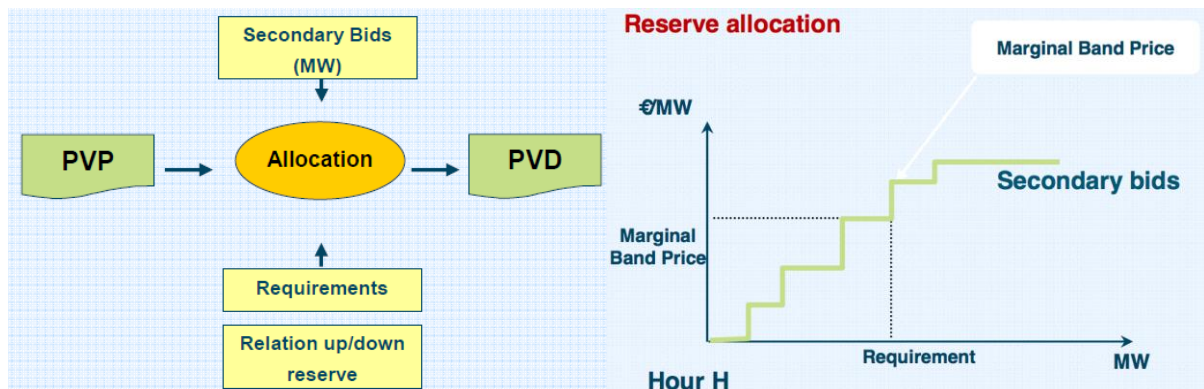 Secondary Bids
(MW)
PVP
Allocation
PVD
Requirements
Relation up/down
reserve
Reserve allocation
Marginal Band Price
€/MW
Secondary bids
Marginal
Band Price
Requirement
MW
Hour H